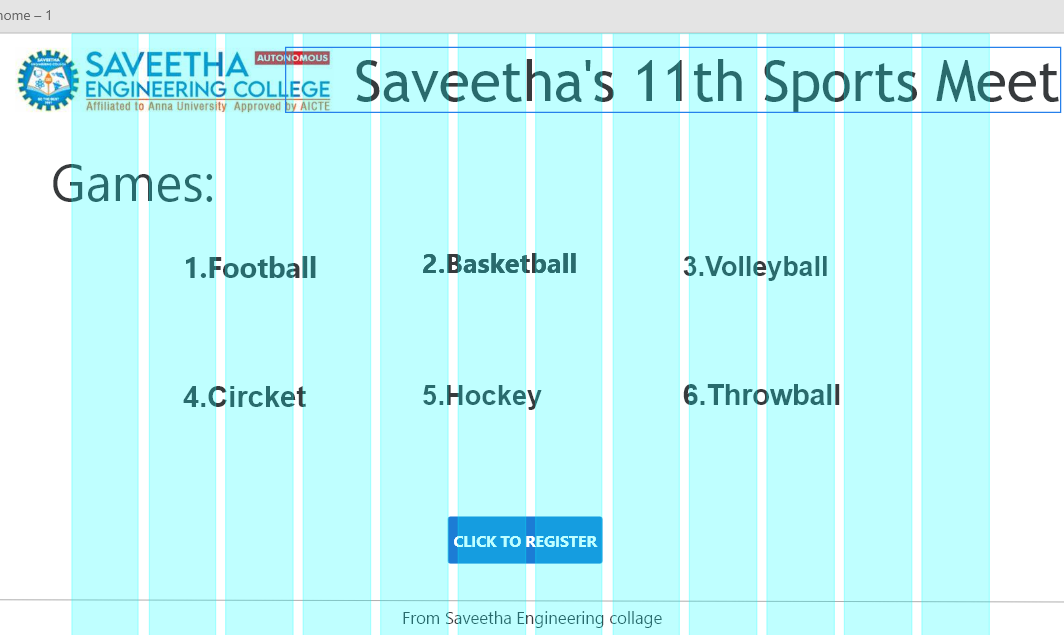 home – 1
SAVEETHA AUTONOMOUS
ENGINEERING COLLEGE
Affiliated to Anna University Approved by AICTE
Saveetha's 11th Sports Meet
Games:
1.Football
2.Basketball
3.Volleyball
4.Circket
5.Hockey
6.Throwball
CLICK TO REGISTER
From Saveetha Engineering collage